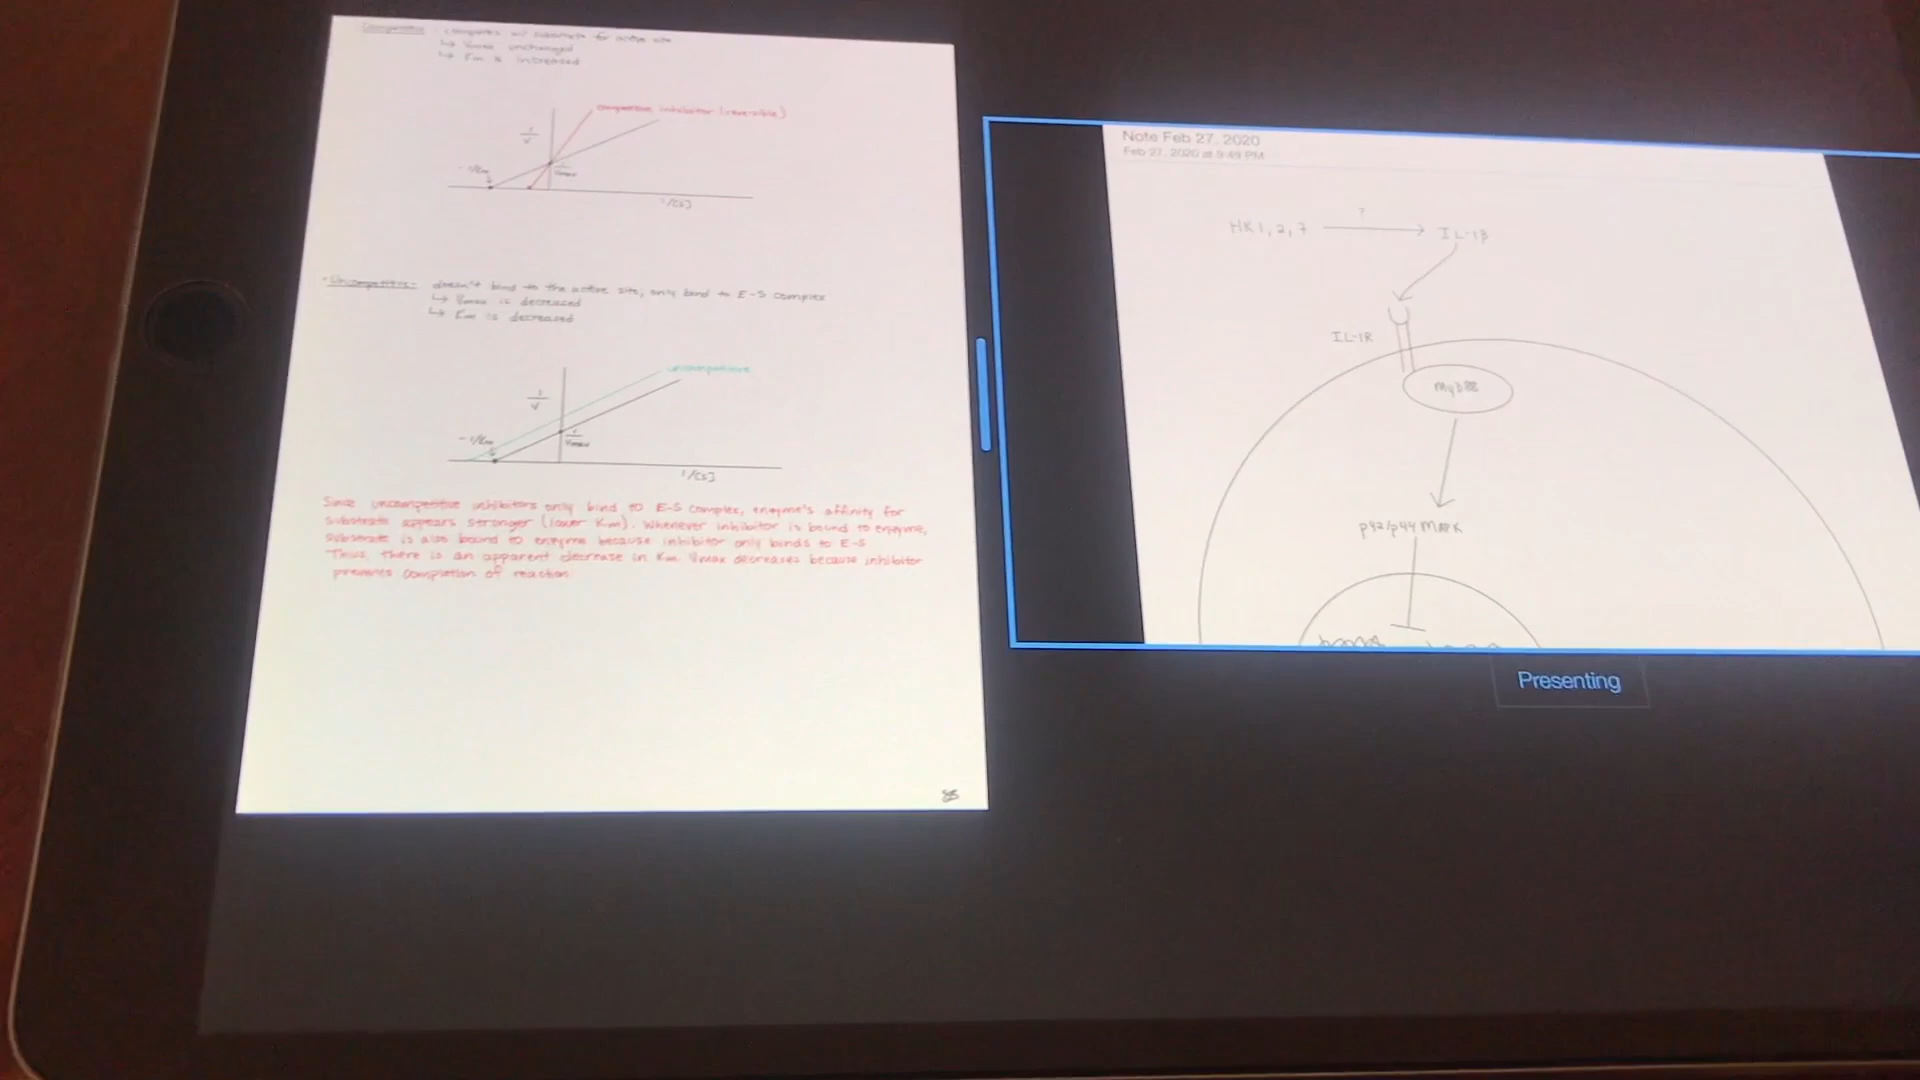 Competitive - competes w/ substrate for active site
↳ Vmax unchanged
↳ Km is increased
competitive inhibitor (reversible)
1/V
-1/Km
1/Vmax
1/[S]
• Uncompetitive - doesn't bind to the active site; only bind to E-S complex
↳ Vmax is decreased
↳ Km is decreased
uncompetitive
1/V
-1/Km
1/Vmax
1/[S]
Since uncompetitive inhibitors only bind to E-S complex, enzyme's affinity for
substrate appears stronger (lower Km). Whenever inhibitor is bound to enzyme,
substrate is also bound to enzyme because inhibitor only binds to E-S
Thus, there is an apparent decrease in Km. Vmax decreases because inhibitor
prevents completion of reaction.
Note Feb 27, 2020
Feb 27, 2020 at 9:49 PM
?
HK 1, 2, 7 → IL-1β
IL-1R
MyD88
p42/p44 MAPK
Presenting